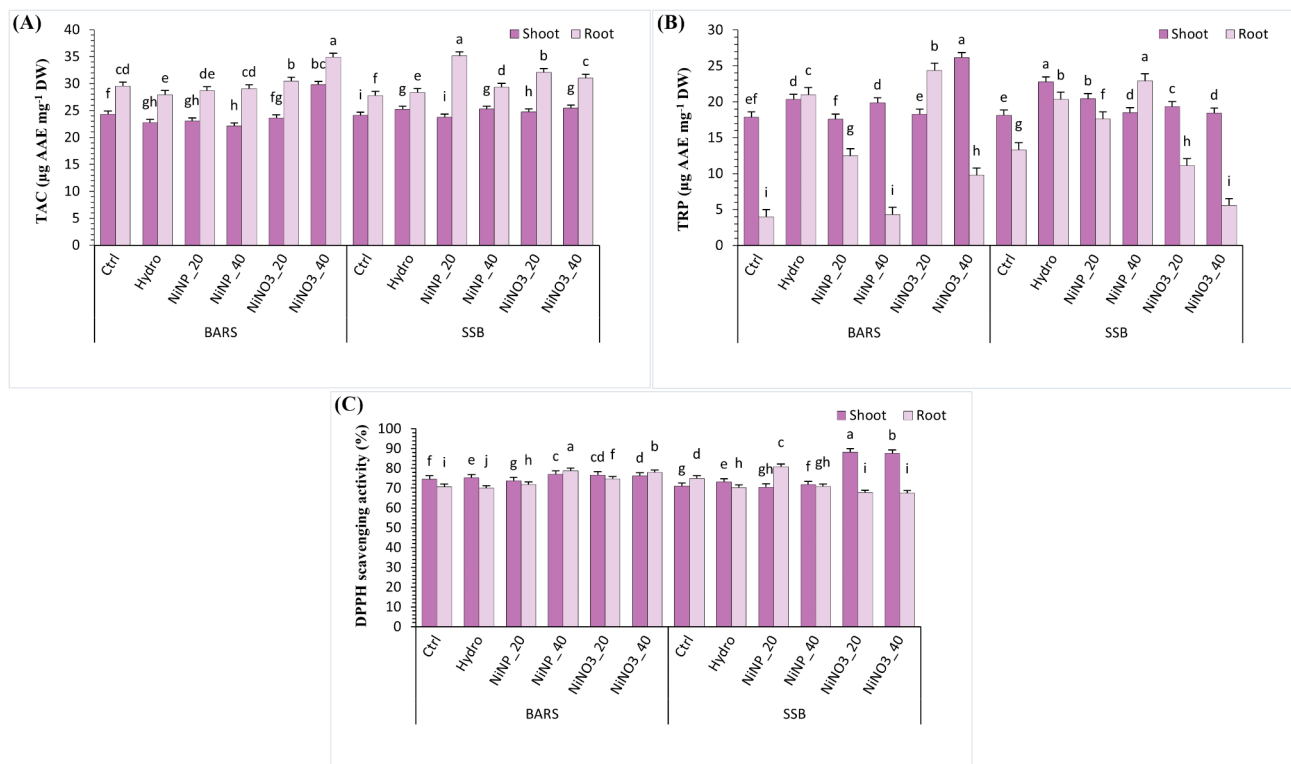 (A)
Shoot Root
TAC (µg AAE mg⁻¹ DW)
40
35
30
25
20
15
10
5
0
f cd gh e gh de h cd fg b bc a i f g e i a g d h b g c
Ctrl Hydro NiNP_20 NiNP_40 NiNO3_20 NiNO3_40 Ctrl Hydro NiNP_20 NiNP_40 NiNO3_20 NiNO3_40
BARS SSB
(B)
Shoot Root
TRP (µg AAE mg⁻¹ DW)
30
25
20
15
10
5
0
ef i d c f g d i e b a h e g a b b f d a c h d i
Ctrl Hydro NiNP_20 NiNP_40 NiNO3_20 NiNO3_40 Ctrl Hydro NiNP_20 NiNP_40 NiNO3_20 NiNO3_40
BARS SSB
(C)
Shoot Root
DPPH scavenging activity (%)
100
90
80
70
60
50
40
30
20
10
0
f i e j g h c a cd f d b g d e h gh c f gh a i b i
Ctrl Hydro NiNP_20 NiNP_40 NiNO3_20 NiNO3_40 Ctrl Hydro NiNP_20 NiNP_40 NiNO3_20 NiNO3_40
BARS SSB